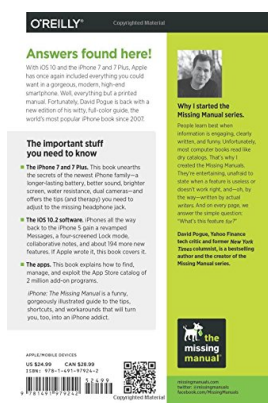 O'REILLY®
Copyrighted Material
Answers found here!
With iOS 10 and the iPhone 7 and 7 Plus, Apple
has once again included everything you could
want in a gorgeous, modern, high-end
smartphone. Well, everything but a printed
manual. Fortunately, David Pogue is back with a
new edition of his witty, full-color guide, the
world's most popular iPhone book since 2007.
The important stuff
you need to know
■ The iPhone 7 and 7 Plus. This book unearths
the secrets of the newest iPhone family—a
longer-lasting battery, better sound, brighter
screen, water resistance, dual cameras—and
offers the tips (and therapy) you need to
adjust to the missing headphone jack.
■ The iOS 10.2 software. iPhones all the way
back to the iPhone 5 gain a revamped
Messages, a four-screened Lock mode,
collaborative notes, and about 194 more new
features. If Apple wrote it, this book covers it.
■ The apps. This book explains how to find,
manage, and exploit the App Store catalog of
2 million add-on programs.
iPhone: The Missing Manual is a funny,
gorgeously illustrated guide to the tips,
shortcuts, and workarounds that will turn
you, too, into an iPhone addict.
APPLE/MOBILE DEVICES
US $24.99 CAN $28.99
ISBN: 978-1-491-97924-2
52499
9 781491 979242
Copyrighted Material
Why I started the
Missing Manual series.
People learn best when
information is engaging, clearly
written, and funny. Unfortunately,
most computer books read like
dry catalogs. That's why I
created the Missing Manuals.
They're entertaining, unafraid to
state when a feature is useless or
doesn't work right, and—oh, by
the way—written by actual
writers. And on every page, we
answer the simple question:
"What's this feature for?"
David Pogue, Yahoo Finance
tech critic and former New York
Times columnist, is a bestselling
author and the creator of the
Missing Manual series.
the
missing
manual®
missingmanuals.com
twitter: @missingmanuals
facebook.com/MissingManuals